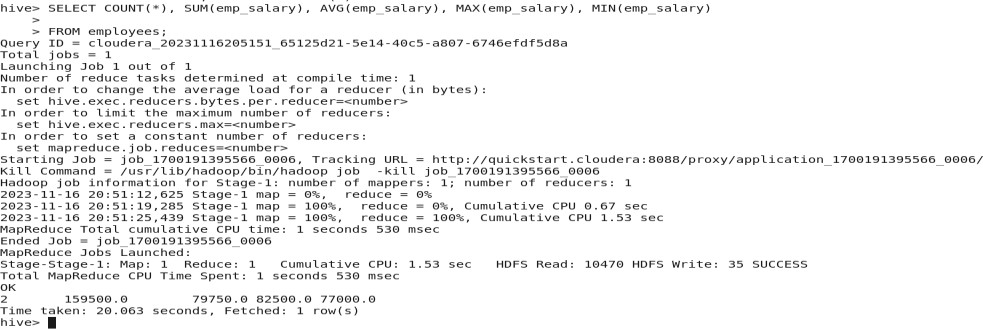 hive> SELECT COUNT(*), SUM(emp_salary), AVG(emp_salary), MAX(emp_salary), MIN(emp_salary)
    >
    > FROM employees;
Query ID = cloudera_20231116205151_65125d21-5e14-40c5-a807-6746efdf5d8a
Total jobs = 1
Launching Job 1 out of 1
Number of reduce tasks determined at compile time: 1
In order to change the average load for a reducer (in bytes):
  set hive.exec.reducers.bytes.per.reducer=<number>
In order to limit the maximum number of reducers:
  set hive.exec.reducers.max=<number>
In order to set a constant number of reducers:
  set mapreduce.job.reduces=<number>
Starting Job = job_1700191395566_0006, Tracking URL = http://quickstart.cloudera:8088/proxy/application_1700191395566_0006/
Kill Command = /usr/lib/hadoop/bin/hadoop job  -kill job_1700191395566_0006
Hadoop job information for Stage-1: number of mappers: 1; number of reducers: 1
2023-11-16 20:51:12,625 Stage-1 map = 0%,  reduce = 0%
2023-11-16 20:51:19,285 Stage-1 map = 100%,  reduce = 0%, Cumulative CPU 0.67 sec
2023-11-16 20:51:25,439 Stage-1 map = 100%,  reduce = 100%, Cumulative CPU 1.53 sec
MapReduce Total cumulative CPU time: 1 seconds 530 msec
Ended Job = job_1700191395566_0006
MapReduce Jobs Launched:
Stage-Stage-1: Map: 1  Reduce: 1   Cumulative CPU: 1.53 sec   HDFS Read: 10470 HDFS Write: 35 SUCCESS
Total MapReduce CPU Time Spent: 1 seconds 530 msec
OK
2       159500.0        79750.0 82500.0 77000.0
Time taken: 20.063 seconds, Fetched: 1 row(s)
hive>